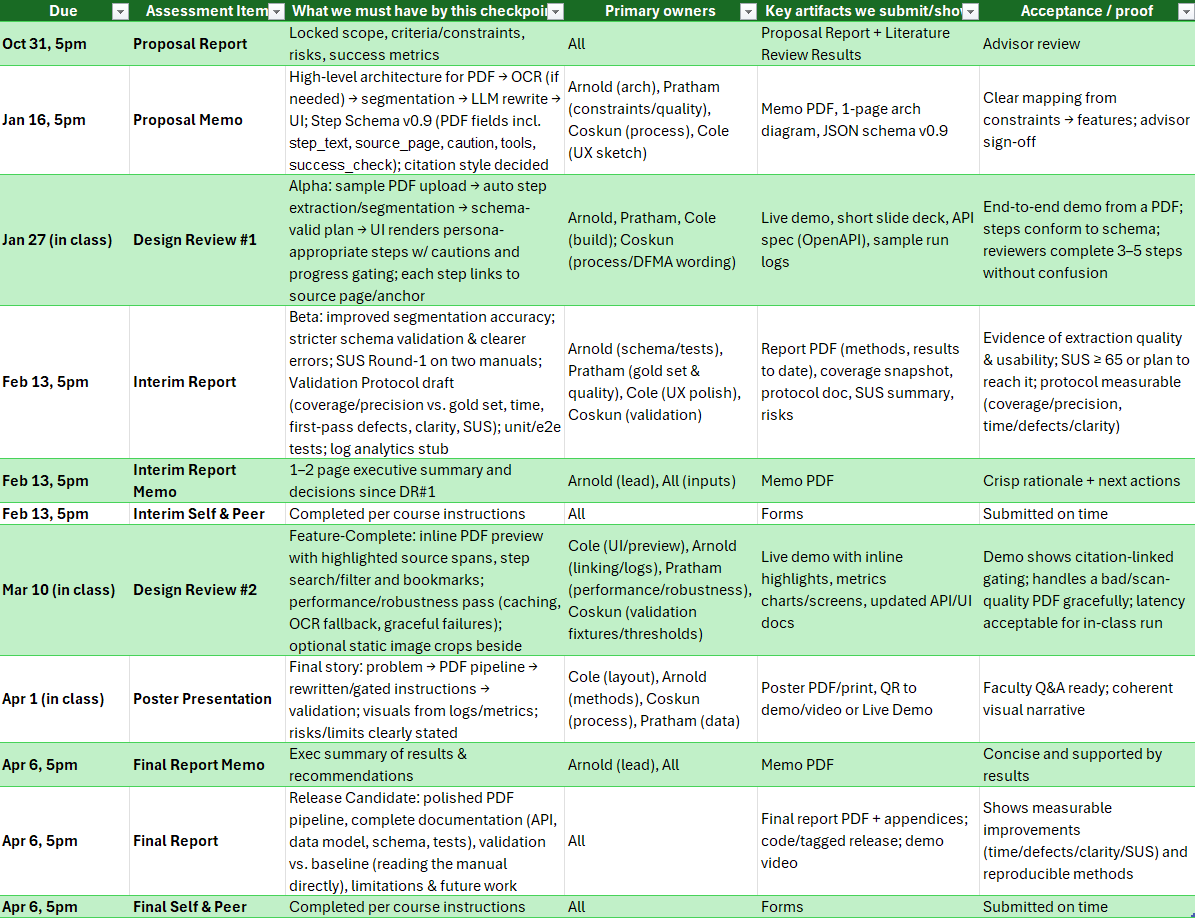 Due
Assessment Item
What we must have by this checkpoi
Primary owners
Key artifacts we submit/sho
Acceptance / proof
Oct 31, 5pm
Proposal Report
Locked scope, criteria/constraints,
risks, success metrics
All
Proposal Report + Literature
Review Results
Advisor review
Jan 16, 5pm
Proposal Memo
High-level architecture for PDF → OCR (if
needed) → segmentation → LLM rewrite →
UI; Step Schema v0.9 (PDF fields incl.
step_text, source_page, caution, tools,
success_check); citation style decided
Arnold (arch), Pratham
(constraints/quality),
Coskun (process), Cole
(UX sketch)
Memo PDF, 1-page arch
diagram, JSON schema v0.9
Clear mapping from
constraints → features; advisor
sign-off
Jan 27 (in class)
Design Review #1
Alpha: sample PDF upload → auto step
extraction/segmentation → schema-
valid plan → UI renders persona-
appropriate steps w/ cautions and
progress gating; each step links to
source page/anchor
Arnold, Pratham, Cole
(build); Coskun
(process/DFMA wording)
Live demo, short slide deck, API
spec (OpenAPI), sample run
logs
End-to-end demo from a PDF;
steps conform to schema;
reviewers complete 3–5 steps
without confusion
Feb 13, 5pm
Interim Report
Beta: improved segmentation accuracy;
stricter schema validation & clearer
errors; SUS Round-1 on two manuals;
Validation Protocol draft
(coverage/precision vs. gold set, time,
first-pass defects, clarity, SUS); unit/e2e
tests; log analytics stub
Arnold (schema/tests),
Pratham (gold set &
quality), Cole (UX polish),
Coskun (validation)
Report PDF (methods, results
to date), coverage snapshot,
protocol doc, SUS summary,
risks
Evidence of extraction quality
& usability; SUS ≥ 65 or plan to
reach it; protocol measurable
(coverage/precision,
time/defects/clarity)
Feb 13, 5pm
Interim Report
Memo
1–2 page executive summary and
decisions since DR#1
Arnold (lead), All (inputs)
Memo PDF
Crisp rationale + next actions
Feb 13, 5pm
Interim Self & Peer
Completed per course instructions
All
Forms
Submitted on time
Mar 10 (in class)
Design Review #2
Feature-Complete: inline PDF preview
with highlighted source spans, step
search/filter and bookmarks;
performance/robustness pass (caching,
OCR fallback, graceful failures);
optional static image crops beside
Cole (UI/preview), Arnold
(linking/logs), Pratham
(performance/robustness),
Coskun (validation
fixtures/thresholds)
Live demo with inline
highlights, metrics
charts/screens, updated API/UI
docs
Demo shows citation-linked
gating; handles a bad/scan-
quality PDF gracefully; latency
acceptable for in-class run
Apr 1 (in class)
Poster Presentation
Final story: problem → PDF pipeline →
rewritten/gated instructions →
validation; visuals from logs/metrics;
risks/limits clearly stated
Cole (layout), Arnold
(methods), Coskun
(process), Pratham (data)
Poster PDF/print, QR to
demo/video or Live Demo
Faculty Q&A ready; coherent
visual narrative
Apr 6, 5pm
Final Report Memo
Exec summary of results &
recommendations
Arnold (lead), All
Memo PDF
Concise and supported by
results
Apr 6, 5pm
Final Report
Release Candidate: polished PDF
pipeline, complete documentation (API,
data model, schema, tests), validation
vs. baseline (reading the manual
directly), limitations & future work
All
Final report PDF + appendices;
code/tagged release; demo
video
Shows measurable
improvements
(time/defects/clarity/SUS) and
reproducible methods
Apr 6, 5pm
Final Self & Peer
Completed per course instructions
All
Forms
Submitted on time